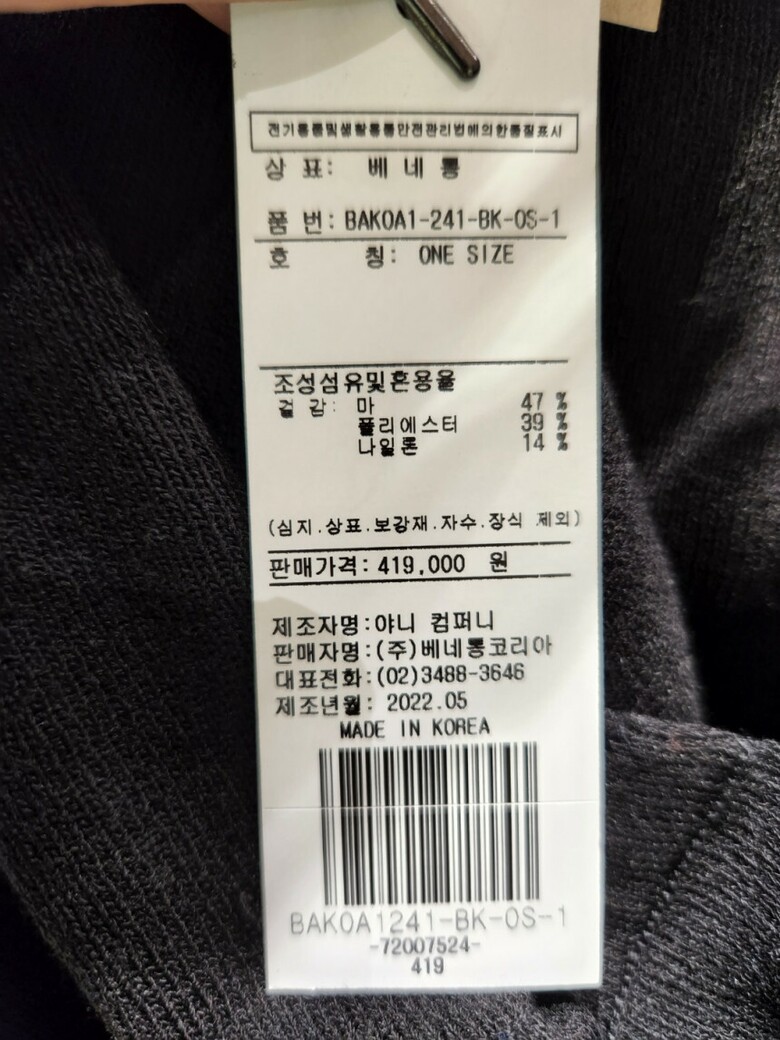 전기용품및생활용품안전관리법에의한품질표시
상 표: 베 네 통
품 번: BAKOA1-241-BK-OS-1
호 칭: ONE SIZE
조성섬유및혼용율
겉 감: 마 47 %
폴리에스터 39 %
나일론 14 %
(심지.상표.보강재.자수.장식 제외)
판매가격: 419,000 원
제조자명:야니 컴퍼니
판매자명:(주)베네통코리아
대표전화:(02)3488-3646
제조년월: 2022.05
MADE IN KOREA
BAKOA1241-BK-OS-1
-72007524-
419